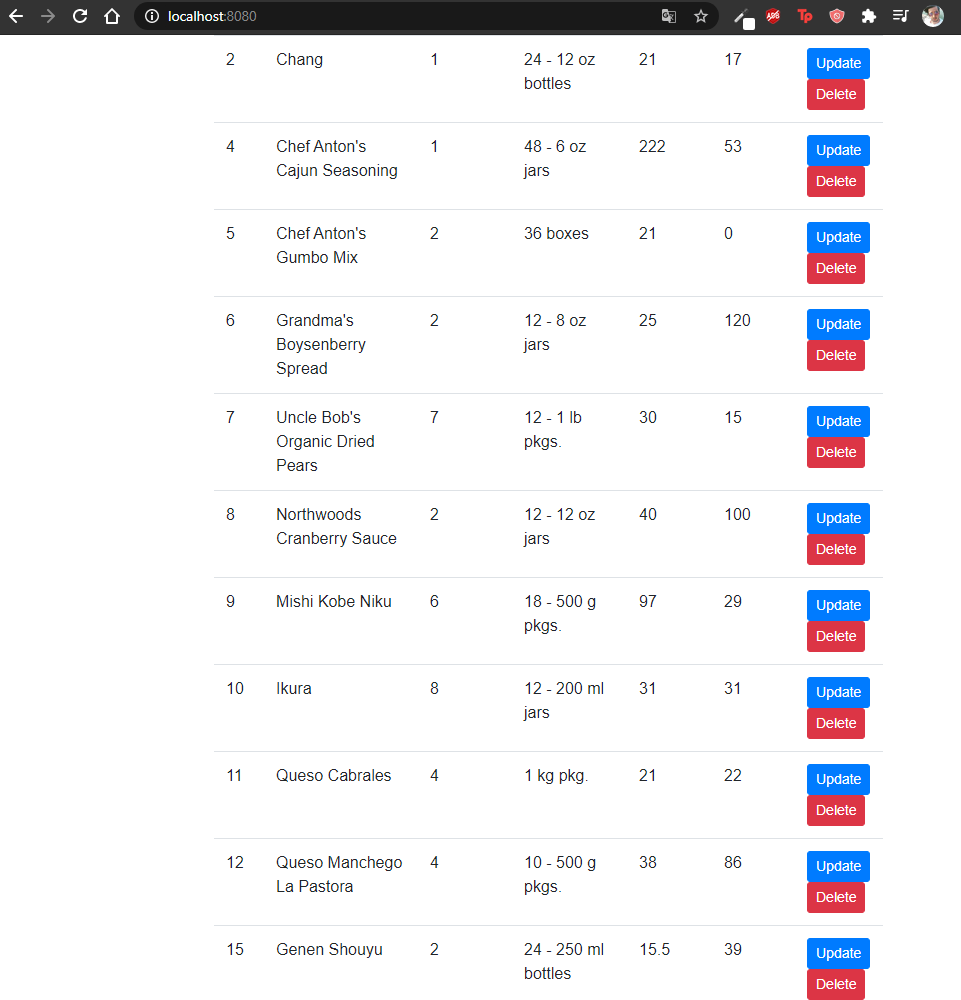 localhost:8080
ABS
Tp
2 Chang 1 24 - 12 oz 21 17 Update
bottles Delete
4 Chef Anton's 1 48 - 6 oz 222 53 Update
Cajun Seasoning jars Delete
5 Chef Anton's 2 36 boxes 21 0 Update
Gumbo Mix Delete
6 Grandma's 2 12 - 8 oz 25 120 Update
Boysenberry jars Delete
Spread
7 Uncle Bob's 7 12 - 1 lb 30 15 Update
Organic Dried pkgs. Delete
Pears
8 Northwoods 2 12 - 12 oz 40 100 Update
Cranberry Sauce jars Delete
9 Mishi Kobe Niku 6 18 - 500 g 97 29 Update
pkgs. Delete
10 Ikura 8 12 - 200 ml 31 31 Update
jars Delete
11 Queso Cabrales 4 1 kg pkg. 21 22 Update
Delete
12 Queso Manchego 4 10 - 500 g 38 86 Update
La Pastora pkgs. Delete
15 Genen Shouyu 2 24 - 250 ml 15.5 39 Update
bottles Delete